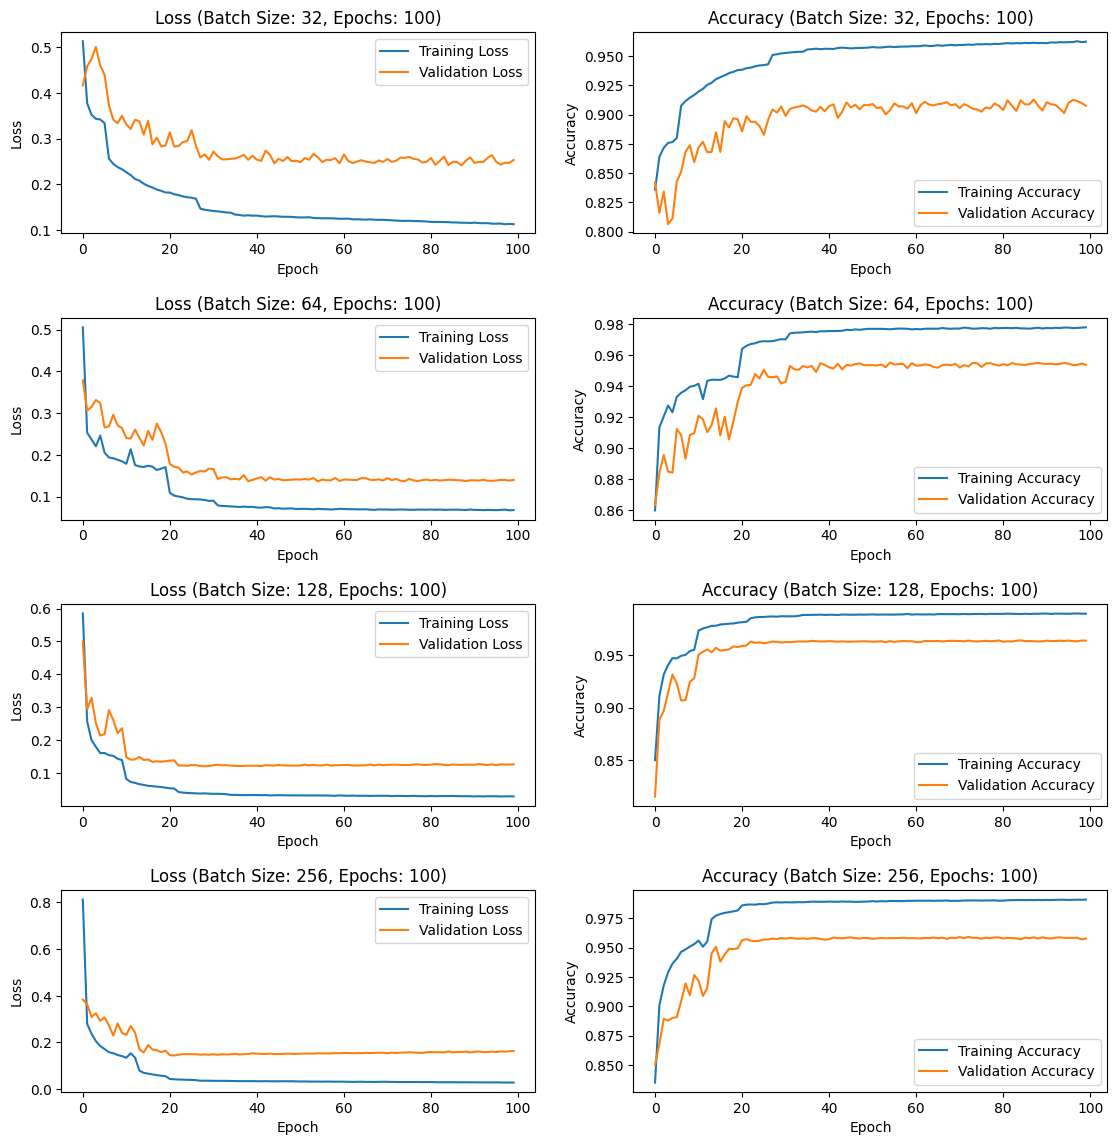 Loss (Batch Size: 32, Epochs: 100)
0.5
0.4
0.3
0.2
0.1
Loss
Training Loss
Validation Loss
0 20 40 60 80 100
Epoch
Accuracy (Batch Size: 32, Epochs: 100)
0.950
0.925
0.900
0.875
0.850
0.825
0.800
Accuracy
Training Accuracy
Validation Accuracy
0 20 40 60 80 100
Epoch
Loss (Batch Size: 64, Epochs: 100)
0.5
0.4
0.3
0.2
0.1
Loss
Training Loss
Validation Loss
0 20 40 60 80 100
Epoch
Accuracy (Batch Size: 64, Epochs: 100)
0.98
0.96
0.94
0.92
0.90
0.88
0.86
Accuracy
Training Accuracy
Validation Accuracy
0 20 40 60 80 100
Epoch
Loss (Batch Size: 128, Epochs: 100)
0.6
0.5
0.4
0.3
0.2
0.1
Loss
Training Loss
Validation Loss
0 20 40 60 80 100
Epoch
Accuracy (Batch Size: 128, Epochs: 100)
0.95
0.90
0.85
Accuracy
Training Accuracy
Validation Accuracy
0 20 40 60 80 100
Epoch
Loss (Batch Size: 256, Epochs: 100)
0.8
0.6
0.4
0.2
0.0
Loss
Training Loss
Validation Loss
0 20 40 60 80 100
Epoch
Accuracy (Batch Size: 256, Epochs: 100)
0.975
0.950
0.925
0.900
0.875
0.850
Accuracy
Training Accuracy
Validation Accuracy
0 20 40 60 80 100
Epoch